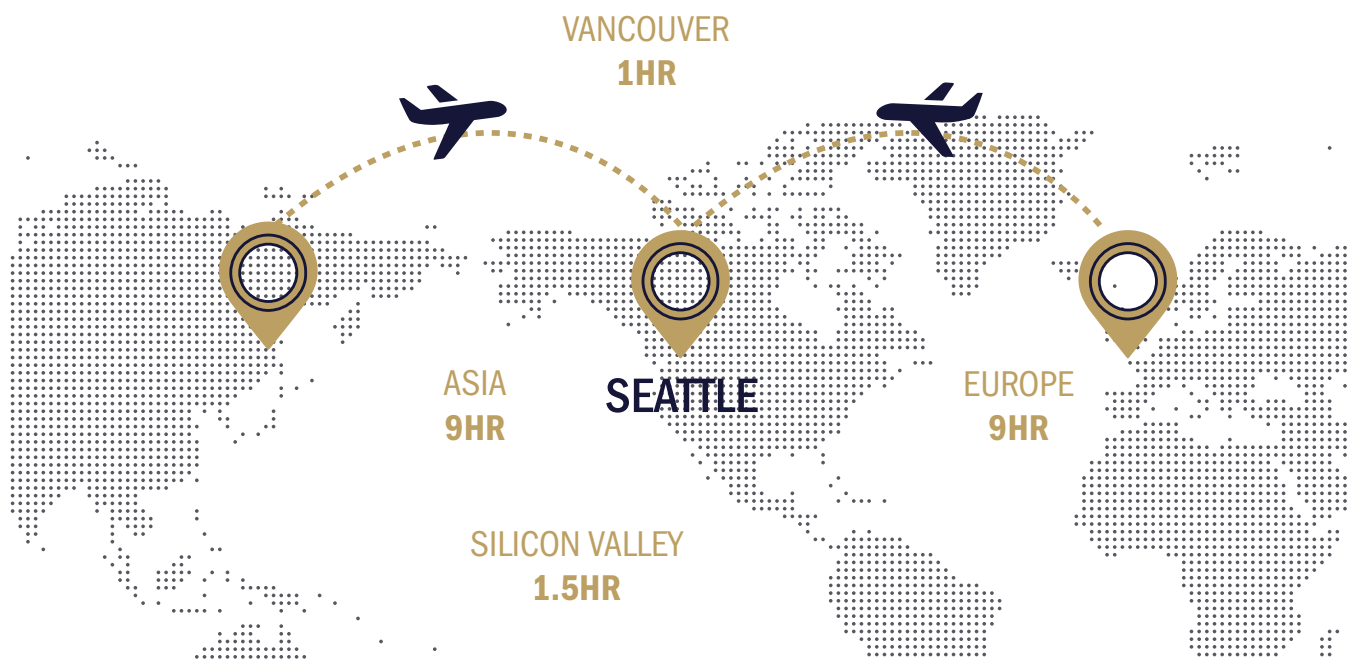 VANCOUVER
1HR
ASIA
9HR
SEATTLE
EUROPE
9HR
SILICON VALLEY
1.5HR